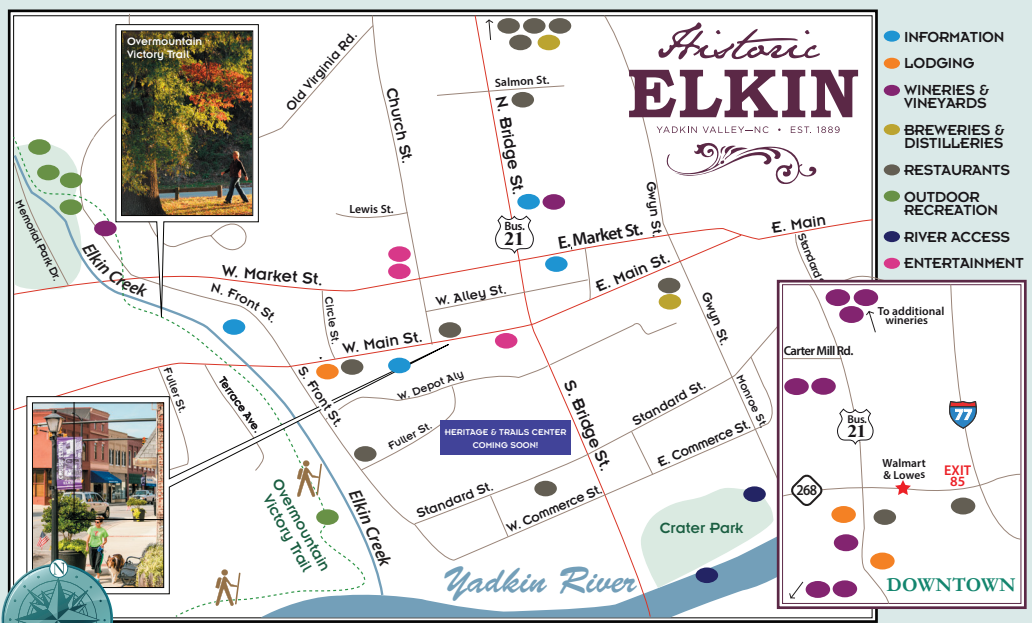 Historic
ELKIN
YADKIN VALLEY—NC • EST. 1889
Overmountain
Victory Trail
Old Virginia Rd.
Church St.
Salmon St.
N. Bridge St.
Gwyn St.
Lewis St.
Bus.
21
E. Market St.
E. Main
Standard
Memorial Park Dr.
Elkin Creek
W. Market St.
N. Front St.
Circle St.
W. Alley St.
E. Main St.
Gwyn St.
W. Main St.
S. Front St.
W. Depot Aly
Fuller St.
Terrace Ave.
Fuller St.
S. Bridge St.
Standard St.
Monroe St.
HERITAGE & TRAILS CENTER
COMING SOON!
E. Commerce St.
Standard St.
W. Commerce St.
Overmountain
Victory Trail
Elkin Creek
Crater Park
Yadkin River
N
INFORMATION
LODGING
WINERIES &
VINEYARDS
BREWERIES &
DISTILLERIES
RESTAURANTS
OUTDOOR
RECREATION
RIVER ACCESS
ENTERTAINMENT
To additional
wineries
Carter Mill Rd.
Bus.
21
77
Walmart
& Lowes
EXIT
85
268
DOWNTOWN